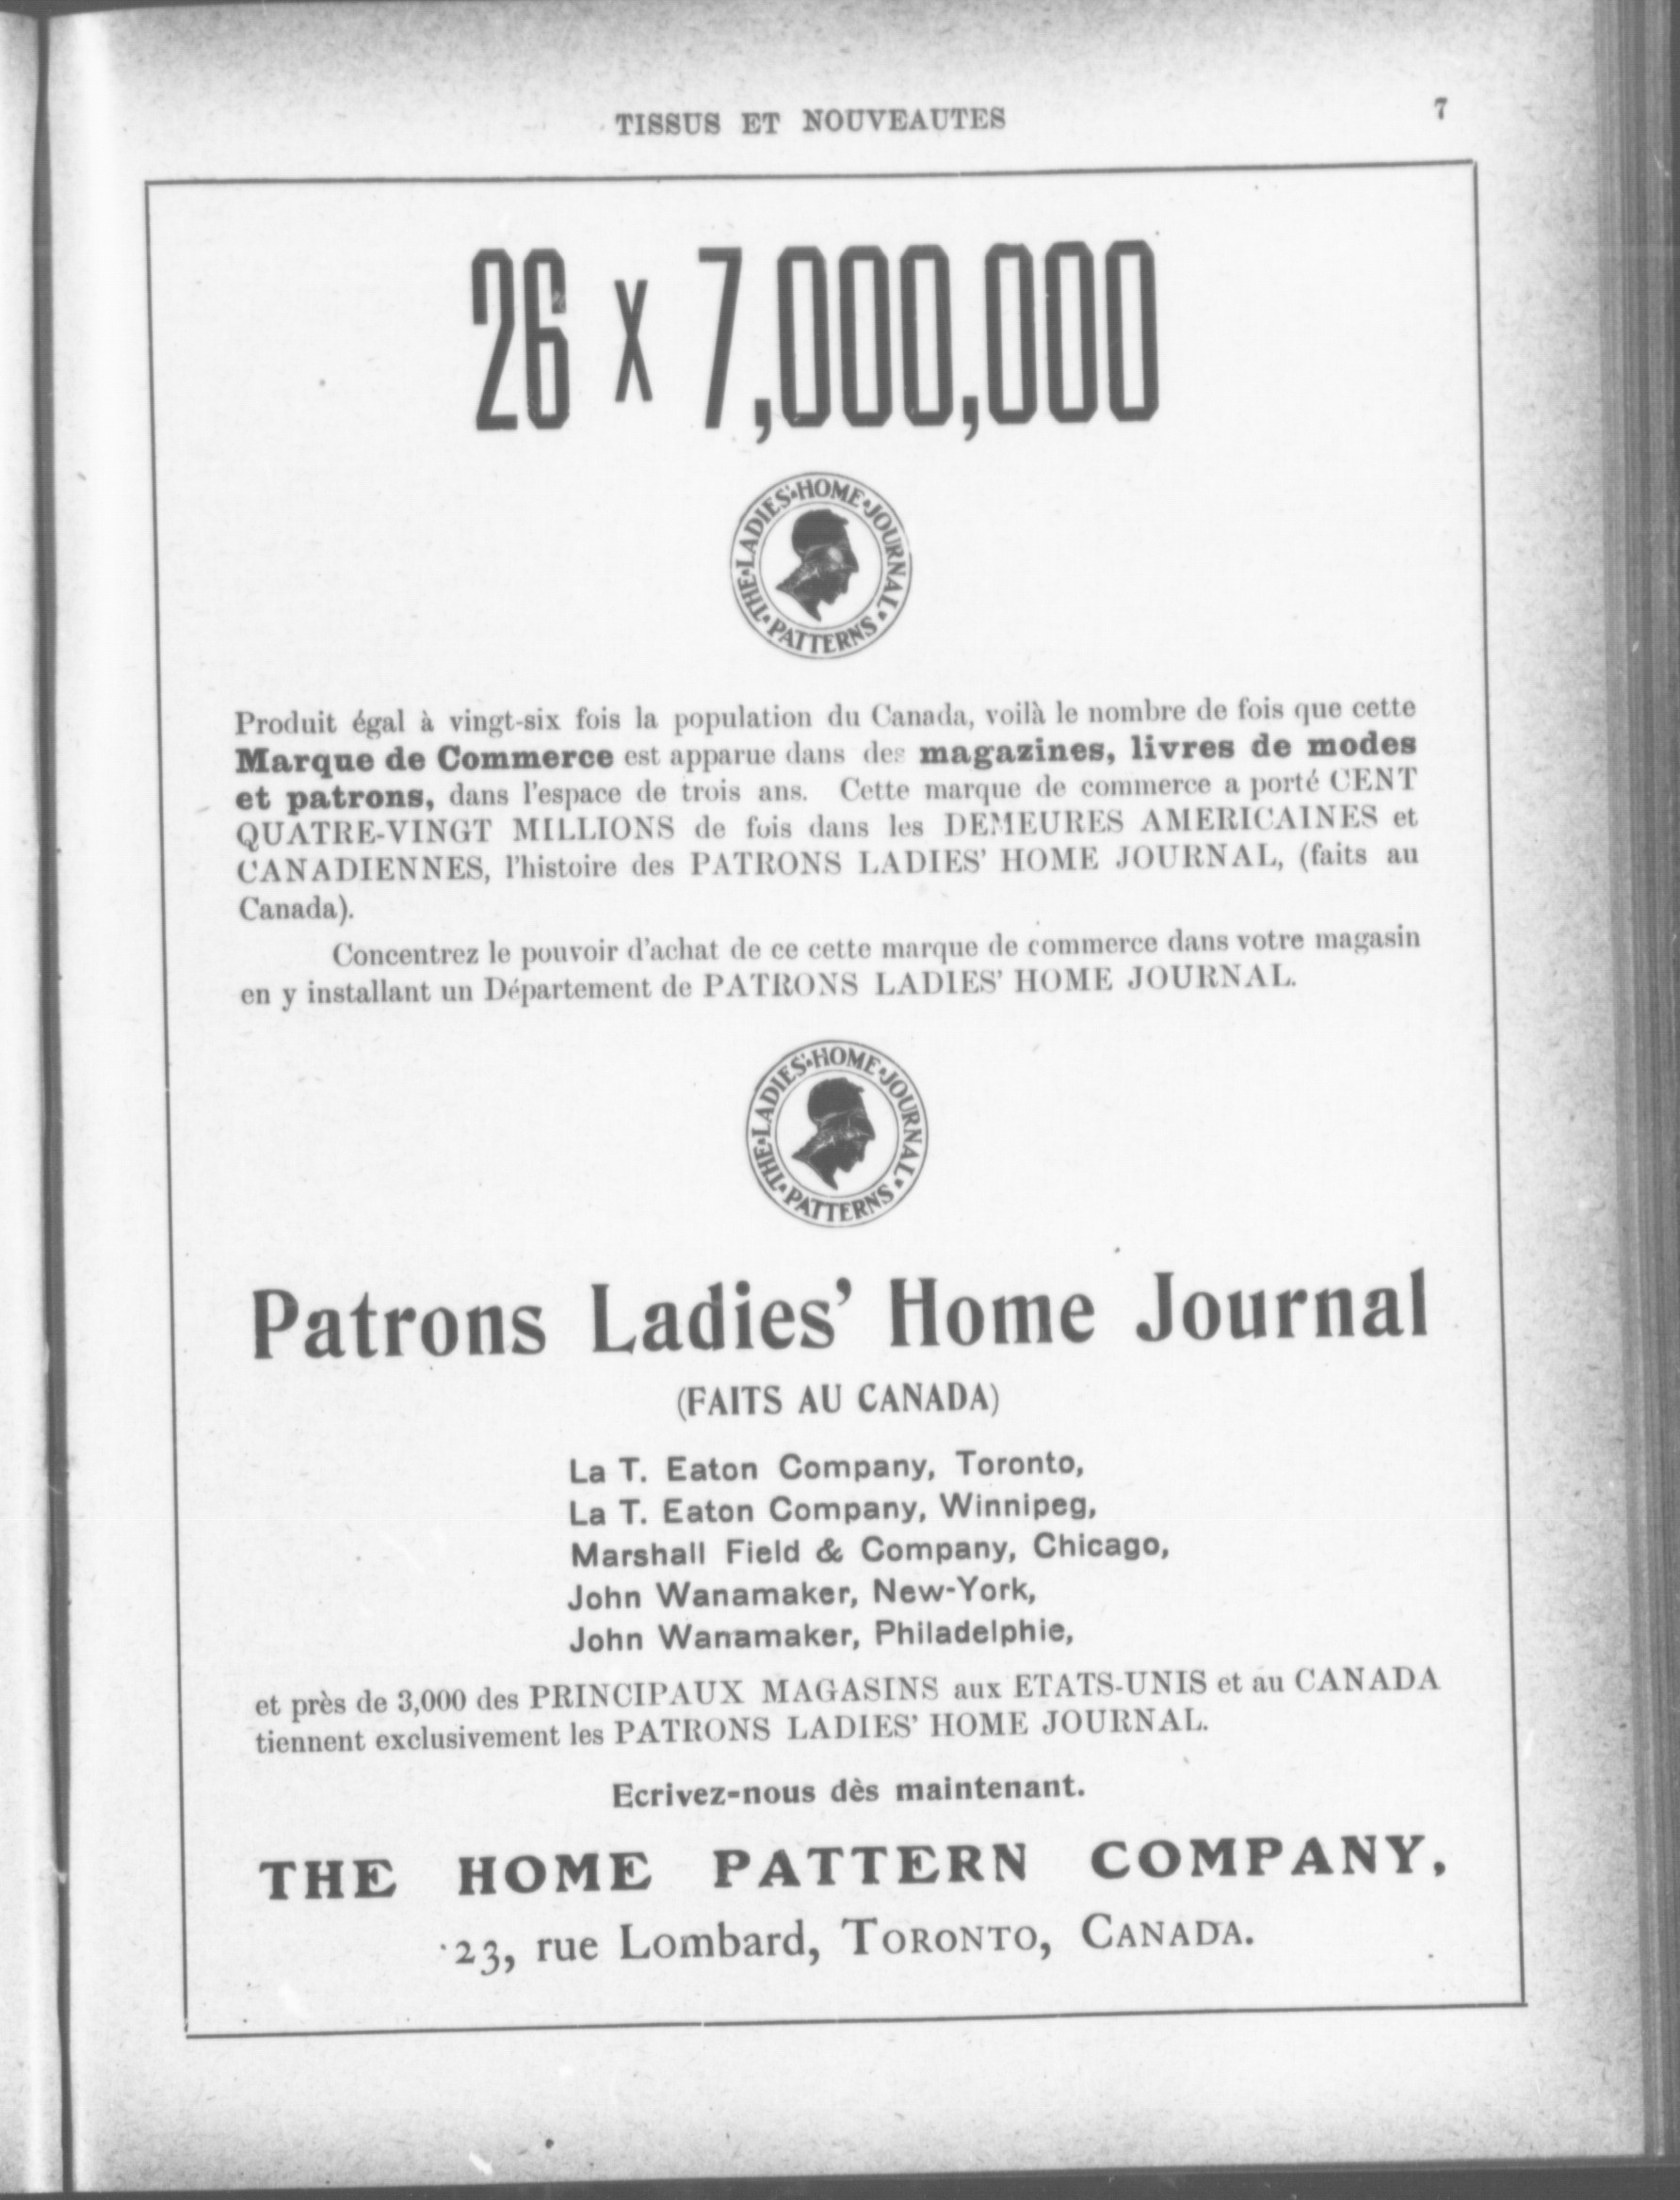 TISSUS ET NOUVEAUTES
7
26 x 7,000,000
THE LADIES' HOME JOURNAL PATTERNS
Produit égal à vingt-six fois la population du Canada, voilà le nombre de fois que cette
Marque de Commerce est apparue dans des magazines, livres de modes
et patrons, dans l'espace de trois ans. Cette marque de commerce a porté CENT
QUATRE-VINGT MILLIONS de fois dans les DEMEURES AMERICAINES et
CANADIENNES, l'histoire des PATRONS LADIES' HOME JOURNAL, (faits au
Canada).
Concentrez le pouvoir d'achat de ce cette marque de commerce dans votre magasin
en y installant un Département de PATRONS LADIES' HOME JOURNAL.
THE LADIES' HOME JOURNAL PATTERNS
Patrons Ladies' Home Journal
(FAITS AU CANADA)
La T. Eaton Company, Toronto,
La T. Eaton Company, Winnipeg,
Marshall Field & Company, Chicago,
John Wanamaker, New-York,
John Wanamaker, Philadelphie,
et près de 3,000 des PRINCIPAUX MAGASINS aux ETATS-UNIS et au CANADA
tiennent exclusivement les PATRONS LADIES' HOME JOURNAL.
Ecrivez-nous dès maintenant.
THE HOME PATTERN COMPANY,
23, rue Lombard, TORONTO, CANADA.